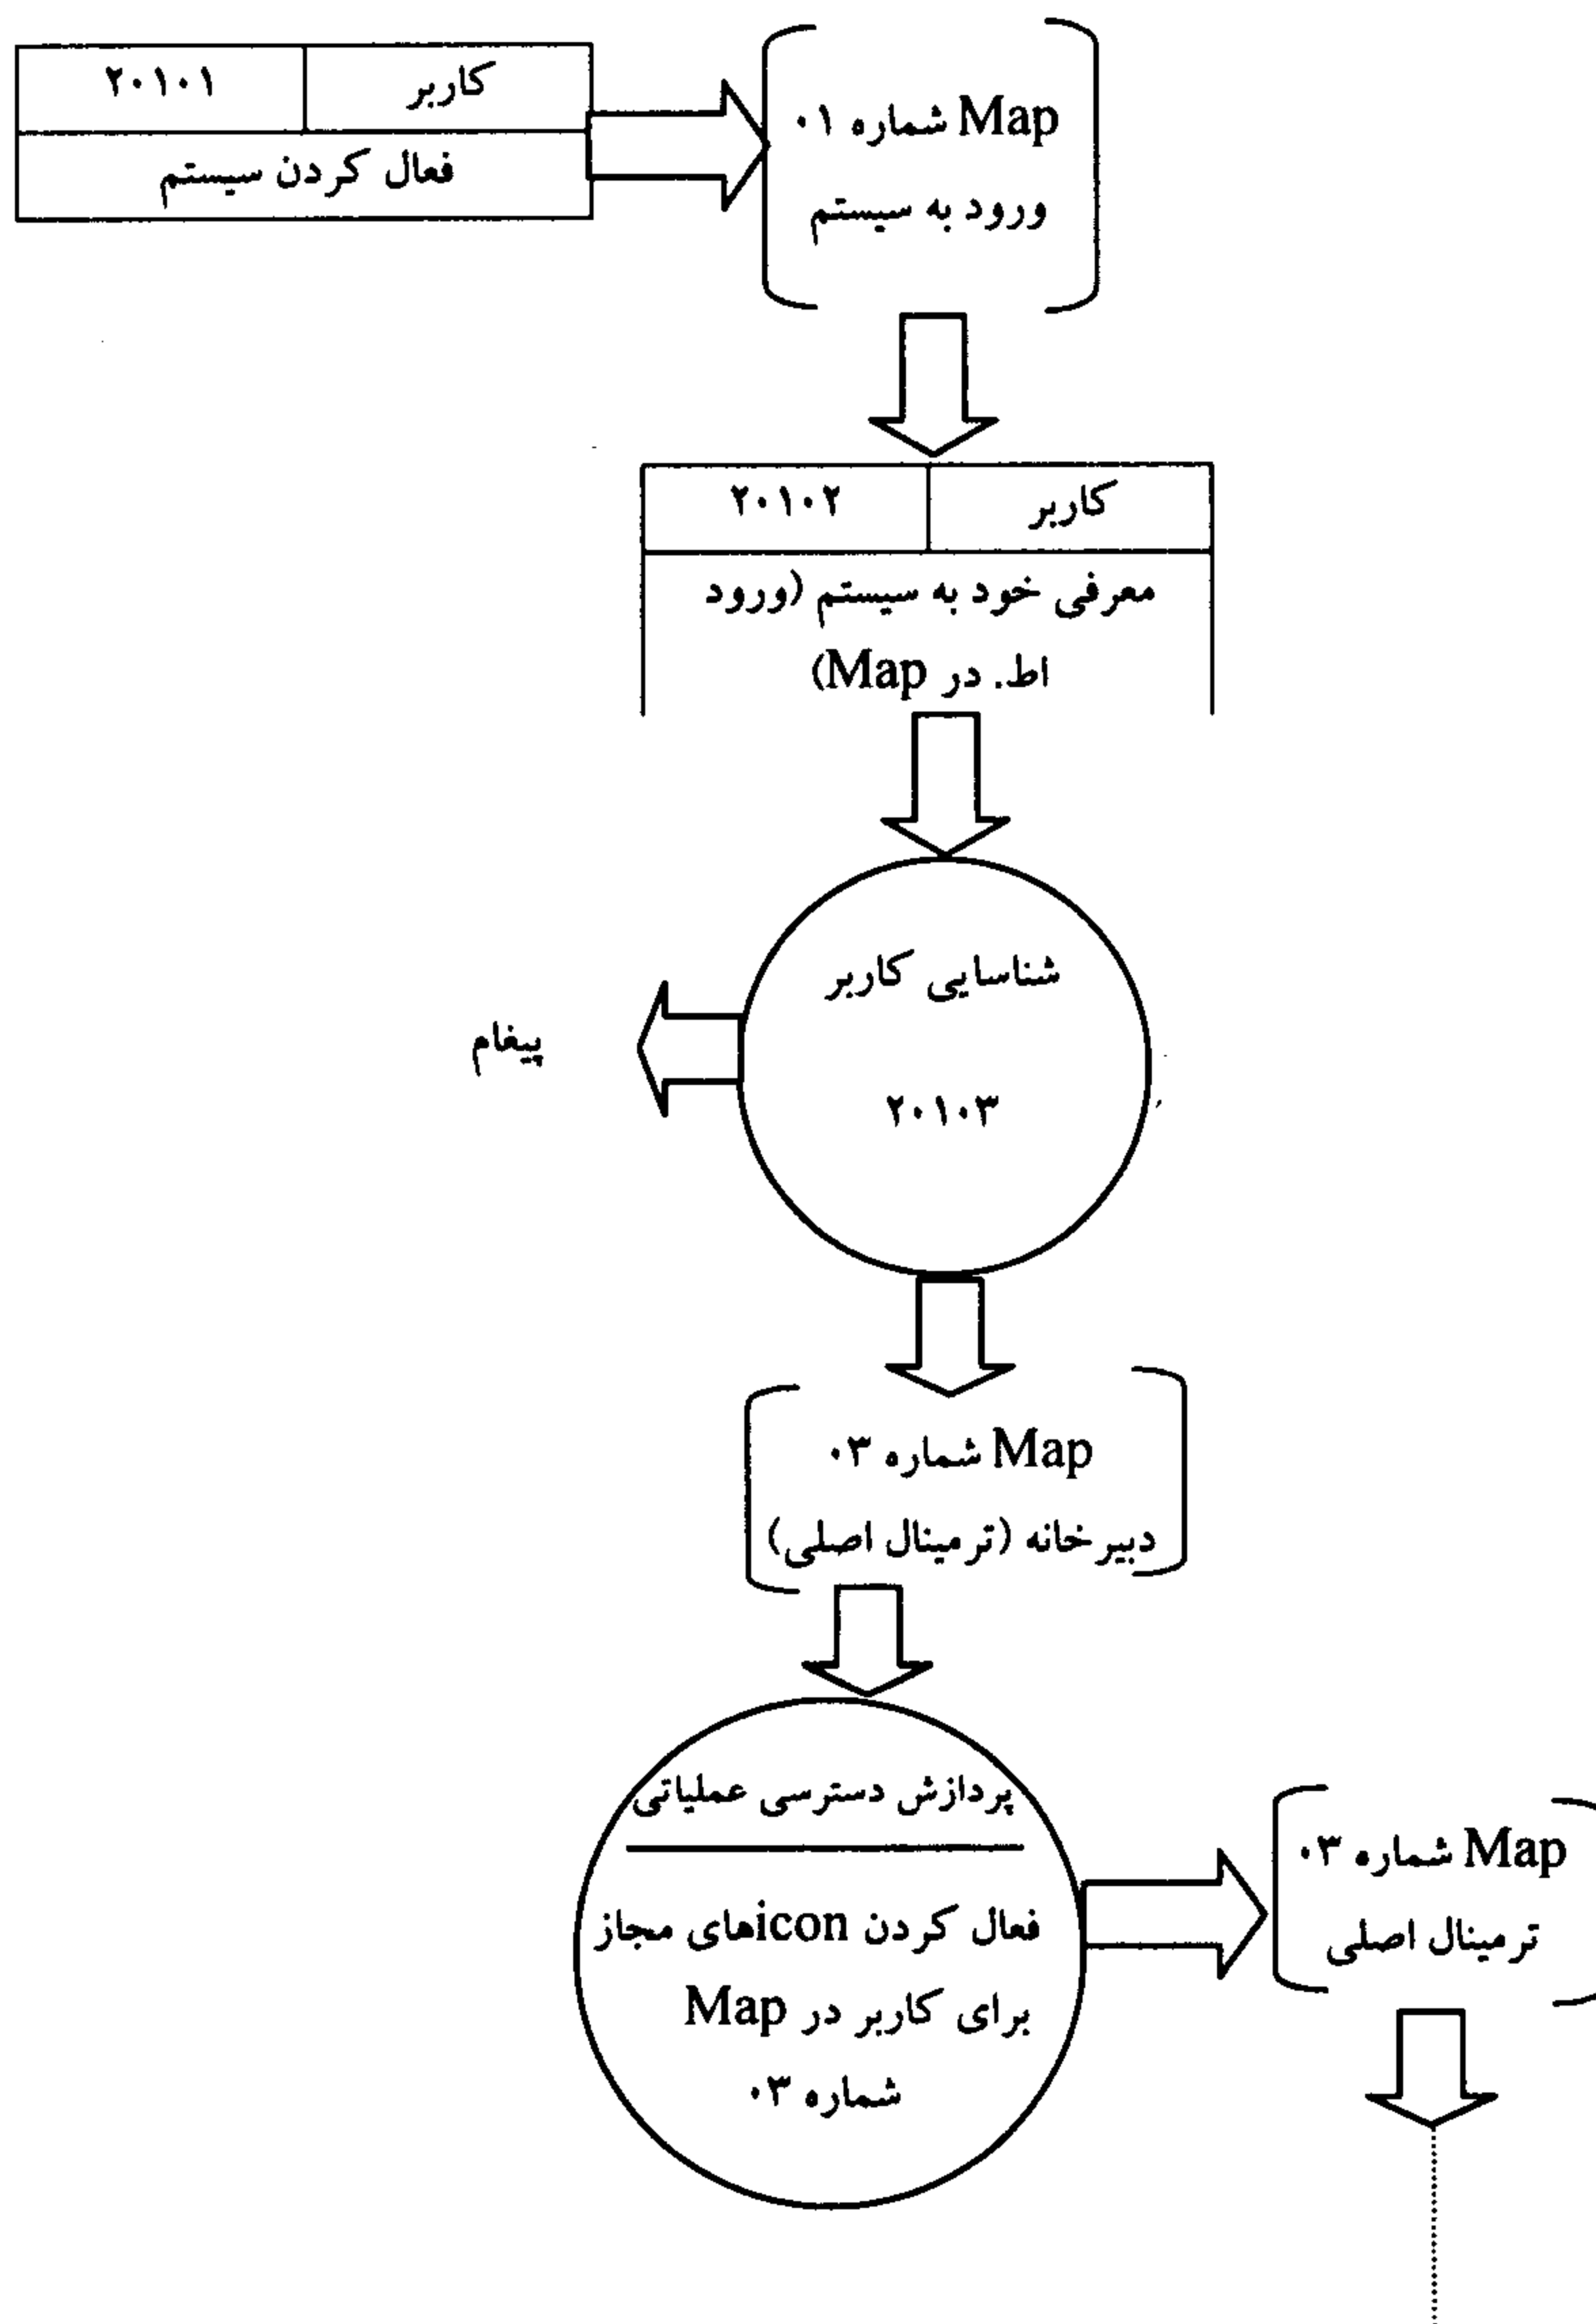 کاربر ۲۰۱۰۱
فعال کردن سیستم
Map شماره ۰۱
ورود به سیستم
کاربر ۲۰۱۰۲
معرفی خود به سیستم (ورود
اط. در Map)
شناسایی کاربر
۲۰۱۰۳
پیغام
Map شماره ۰۳
دبیرخانه (ترمینال اصلی)
پردازش دسترسی عملیاتی
فعال کردن iconهای مجاز
برای کاربر در Map
شماره ۰۳
Map شماره ۰۳
ترمینال اصلی